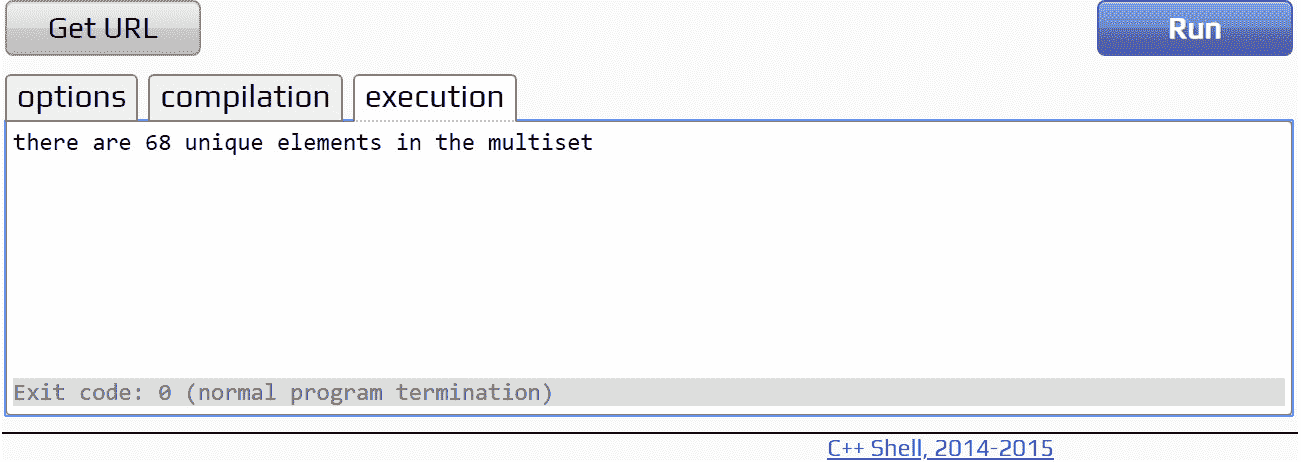 Get URL
Run
options
compilation
execution
there are 68 unique elements in the multiset
Exit code: 0 (normal program termination)
C++ Shell, 2014-2015